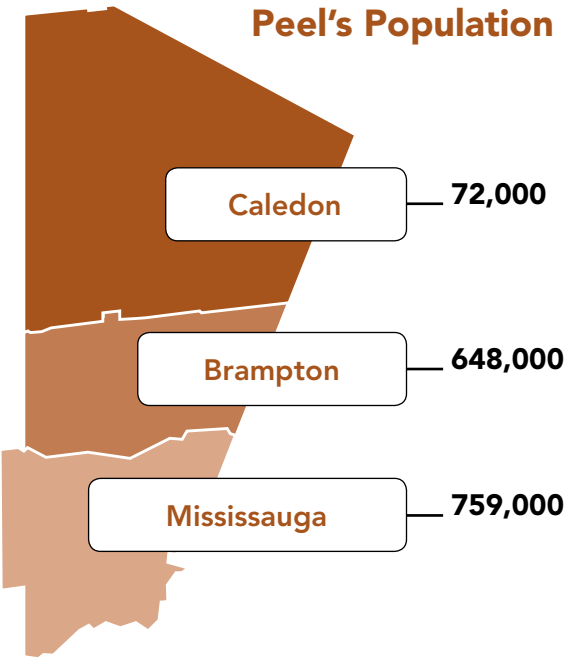 Peel’s Population
Caledon 72,000
Brampton 648,000
Mississauga 759,000